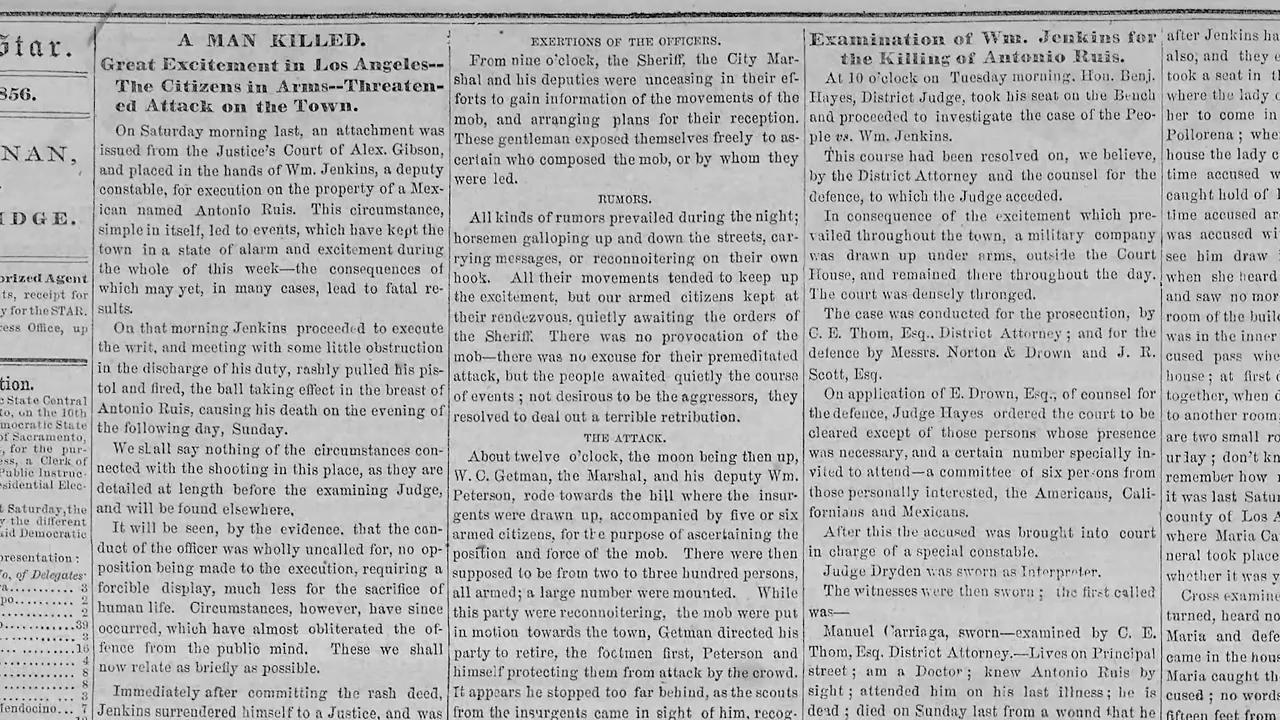 Star.
1856.
NAN,
IDGE.
orized Agent
ts, receipt for
y for the STAR.
ress Office, up
tion.
State Central
to, on the 10th
mocratic State
of Sacramento,
, for the pur-
ess, a Clerk of
Public Instruc-
sidential Elec-
t Saturday, the
y the different
aid Democratic
presentation :
No, of Delegates
A MAN KILLED.
Great Excitement in Los Angeles--
The Citizens in Arms--Threaten-
ed Attack on the Town.
On Saturday morning last, an attachment was
issued from the Justice's Court of Alex. Gibson,
and placed in the hands of Wm. Jenkins, a deputy
constable, for execution on the property of a Mex-
ican named Antonio Ruis. This circumstance,
simple in itself, led to events, which have kept the
town in a state of alarm and excitement during
the whole of this week—the consequences of
which may yet, in many cases, lead to fatal re-
sults.
On that morning Jenkins proceeded to execute
the writ, and meeting with some little obstruction
in the discharge of his duty, rashly pulled his pis-
tol and fired, the ball taking effect in the breast of
Antonio Ruis, causing his death on the evening of
the following day, Sunday.
We shall say nothing of the circumstances con-
nected with the shooting in this place, as they are
detailed at length before the examining Judge,
and will be found elsewhere.
It will be seen, by the evidence, that the con-
duct of the officer was wholly uncalled for, no op-
position being made to the execution, requiring a
forcible display, much less for the sacrifice of
human life. Circumstances, however, have since
occurred, which have almost obliterated the of-
fence from the public mind. These we shall
now relate as briefly as possible.
Immediately after committing the rash deed,
Jenkins surrendered himself to a Justice, and was
EXERTIONS OF THE OFFICERS.
From nine o'clock, the Sheriff, the City Mar-
shal and his deputies were unceasing in their ef-
forts to gain information of the movements of the
mob, and arranging plans for their reception.
These gentleman exposed themselves freely to as-
certain who composed the mob, or by whom they
were led.
RUMORS.
All kinds of rumors prevailed during the night;
horsemen galloping up and down the streets, car-
rying messages, or reconnoitering on their own
hook. All their movements tended to keep up
the excitement, but our armed citizens kept at
their rendezvous, quietly awaiting the orders of
the Sheriff. There was no provocation of the
mob—there was no excuse for their premeditated
attack, but the people awaited quietly the course
of events ; not desirous to be the aggressors, they
resolved to deal out a terrible retribution.
THE ATTACK.
About twelve o'clock, the moon being then up,
W. C. Getman, the Marshal, and his deputy Wm.
Peterson, rode towards the hill where the insur-
gents were drawn up, accompanied by five or six
armed citizens, for the purpose of ascertaining the
position and force of the mob. There were then
supposed to be from two to three hundred persons,
all armed; a large number were mounted. While
this party were reconnoitering, the mob were put
in motion towards the town, Getman directed his
party to retire, the footmen first, Peterson and
himself protecting them from attack by the crowd.
It appears he stopped too far behind, as the scouts
from the insurgents came in sight of him, recog-
Examination of Wm. Jenkins for
the Killing of Antonio Ruis.
At 10 o'clock on Tuesday morning, Hon. Benj.
Hayes, District Judge, took his seat on the Bench
and proceeded to investigate the case of the Peo-
ple vs. Wm. Jenkins.
This course had been resolved on, we believe,
by the District Attorney and the counsel for the
defence, to which the Judge acceded.
In consequence of the excitement which pre-
vailed throughout the town, a military company
was drawn up under arms, outside the Court
House, and remained there throughout the day.
The court was densely thronged.
The case was conducted for the prosecution, by
C. E. Thom, Esq., District Attorney ; and for the
defence by Messrs. Norton & Drown and J. R.
Scott, Esq.
On application of E. Drown, Esq., of counsel for
the defence, Judge Hayes ordered the court to be
cleared except of those persons whose presence
was necessary, and a certain number specially in-
vited to attend—a committee of six persons from
those personally interested, the Americans, Cali-
fornians and Mexicans.
After this the accused was brought into court
in charge of a special constable.
Judge Dryden was sworn as Interpreter.
The witnesses were then sworn ; the first called
was—
Manuel Carriaga, sworn—examined by C. E.
Thom, Esq. District Attorney.—Lives on Principal
street ; am a Doctor ; knew Antonio Ruis by
sight ; attended him on his last illness; he is
dead ; died on Sunday last from a wound that he
after Jenkins ha
also, and they e
took a seat in t
where the lady
her to come in
Pollorena ; whe
house the lady c
time accused w
caught hold of
time accused an
was accused wi
see him draw
when she heard
and saw no mor
room of the buil
was in the inner
cused pass whe
house ; at first
together, when
to another room
are two small ro
ur lay ; don't kn
remember how
it was last Satu
county of Los A
where Maria Ca
neral took place
whether it was y
Cross examine
turned, heard no
Maria and defe
came in the hous
Maria caught th
cused ; no words
fifteen feet from